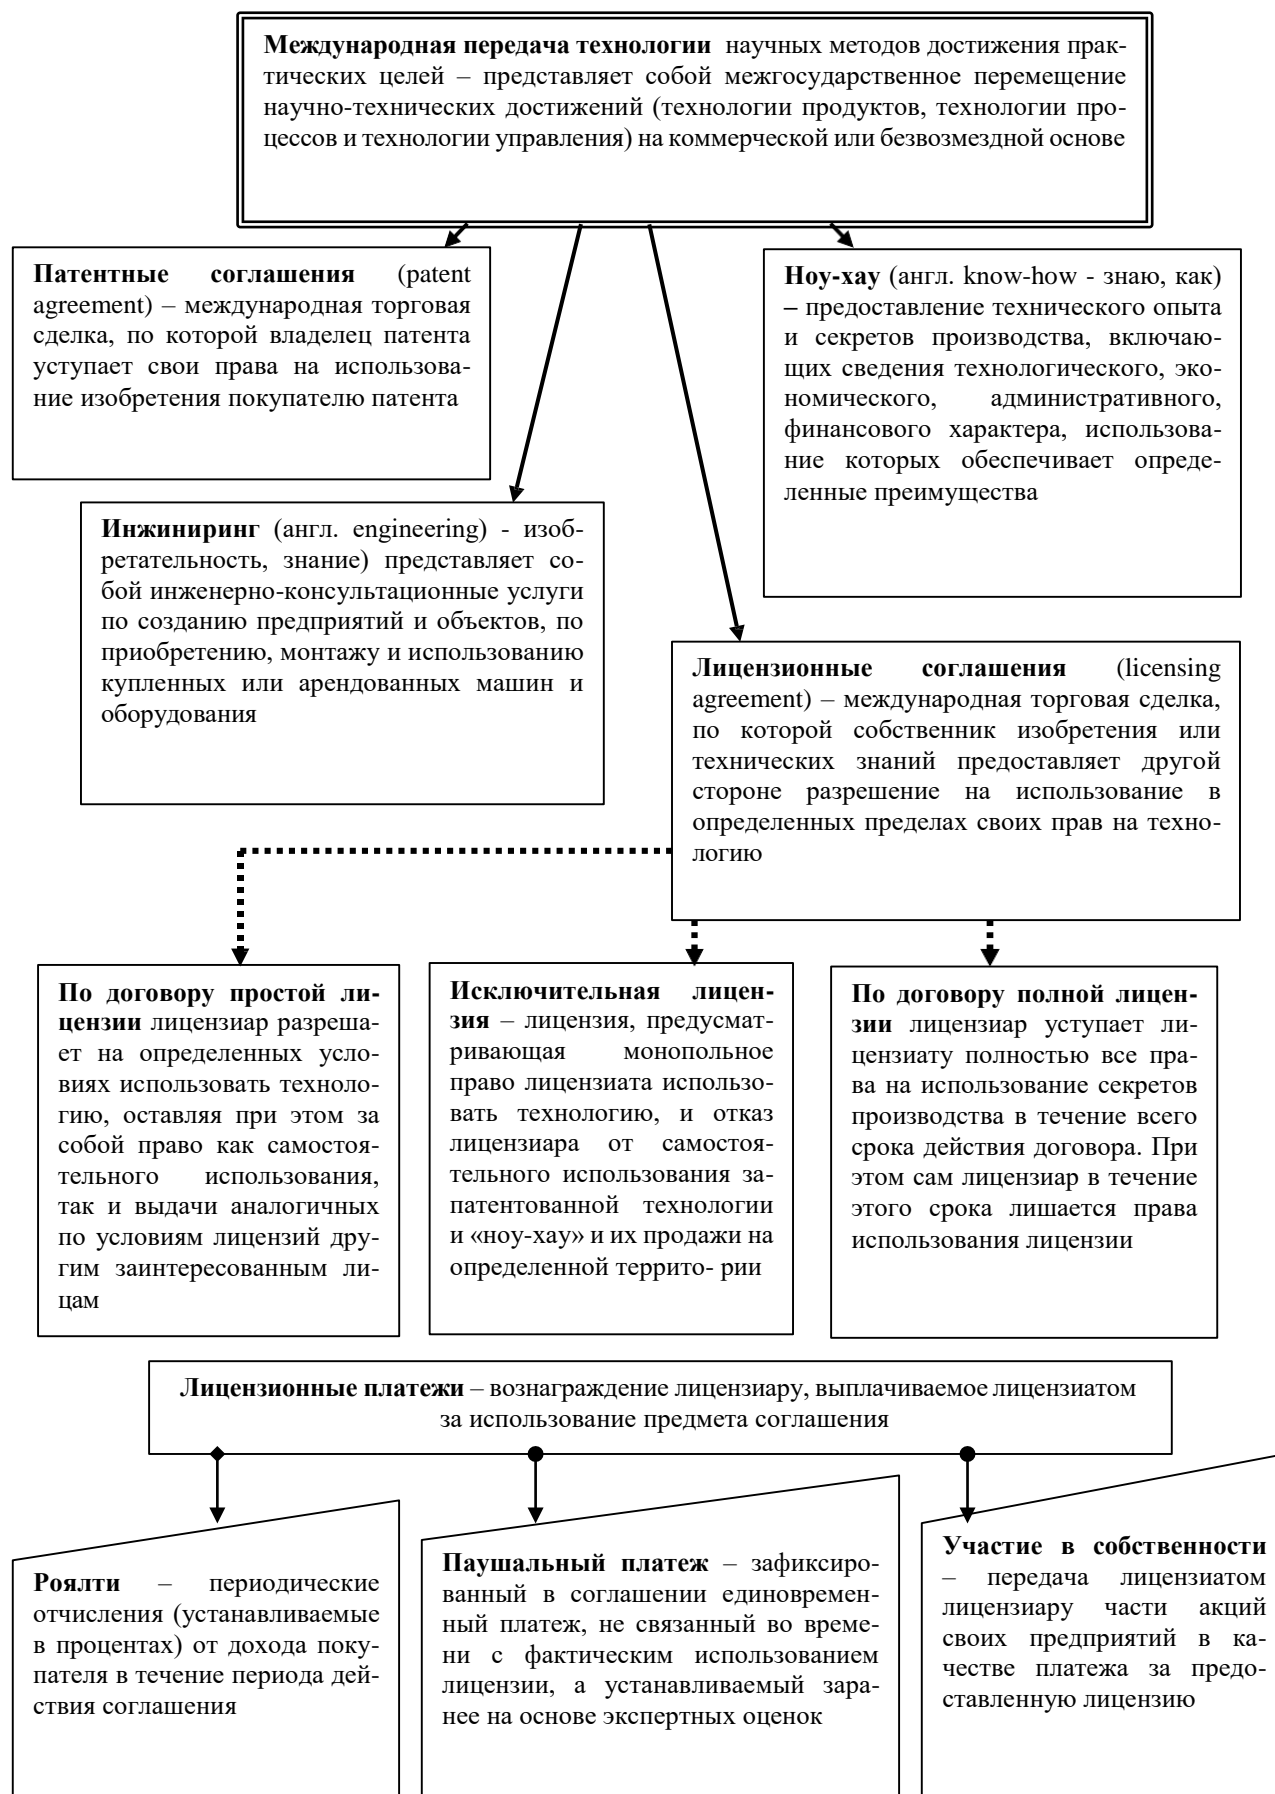 Международная передача технологии научных методов достижения прак-
тических целей – представляет собой межгосударственное перемещение
научно-технических достижений (технологии продуктов, технологии про-
цессов и технологии управления) на коммерческой или безвозмездной основе
Патентные соглашения (patent
agreement) – международная торговая
сделка, по которой владелец патента
уступает свои права на использова-
ние изобретения покупателю патента
Ноу-хау (англ. know-how - знаю, как)
– предоставление технического опыта
и секретов производства, включаю-
щих сведения технологического, эко-
номического, административного,
финансового характера, использова-
ние которых обеспечивает опреде-
ленные преимущества
Инжиниринг (англ. engineering) - изоб-
ретательность, знание) представляет со-
бой инженерно-консультационные услуги
по созданию предприятий и объектов, по
приобретению, монтажу и использованию
купленных или арендованных машин и
оборудования
Лицензионные соглашения (licensing
agreement) – международная торговая сделка,
по которой собственник изобретения или
технических знаний предоставляет другой
стороне разрешение на использование в
определенных пределах своих прав на техно-
логию
По договору простой ли-
цензии лицензиар разреша-
ет на определенных усло-
виях использовать техноло-
гию, оставляя при этом за
собой право как самостоя-
тельного использования,
так и выдачи аналогичных
по условиям лицензий дру-
гим заинтересованным ли-
цам
Исключительная лицен-
зия – лицензия, предусмат-
ривающая монопольное
право лицензиата использо-
вать технологию, и отказ
лицензиара от самостоя-
тельного использования за-
патентованной технологии
и «ноу-хау» и их продажи на
определенной террито- рии
По договору полной лицен-
зии лицензиар уступает ли-
цензиату полностью все пра-
ва на использование секретов
производства в течение всего
срока действия договора. При
этом сам лицензиар в течение
этого срока лишается права
использования лицензии
Лицензионные платежи – вознаграждение лицензиару, выплачиваемое лицензиатом
за использование предмета соглашения
Роялти – периодические
отчисления (устанавливаемые
в процентах) от дохода поку-
пателя в течение периода дей-
ствия соглашения
Паушальный платеж – зафиксиро-
ванный в соглашении единовремен-
ный платеж, не связанный во време-
ни с фактическим использованием
лицензии, а устанавливаемый зара-
нее на основе экспертных оценок
Участие в собственности
– передача лицензиатом
лицензиару части акций
своих предприятий в ка-
честве платежа за предо-
ставленную лицензию